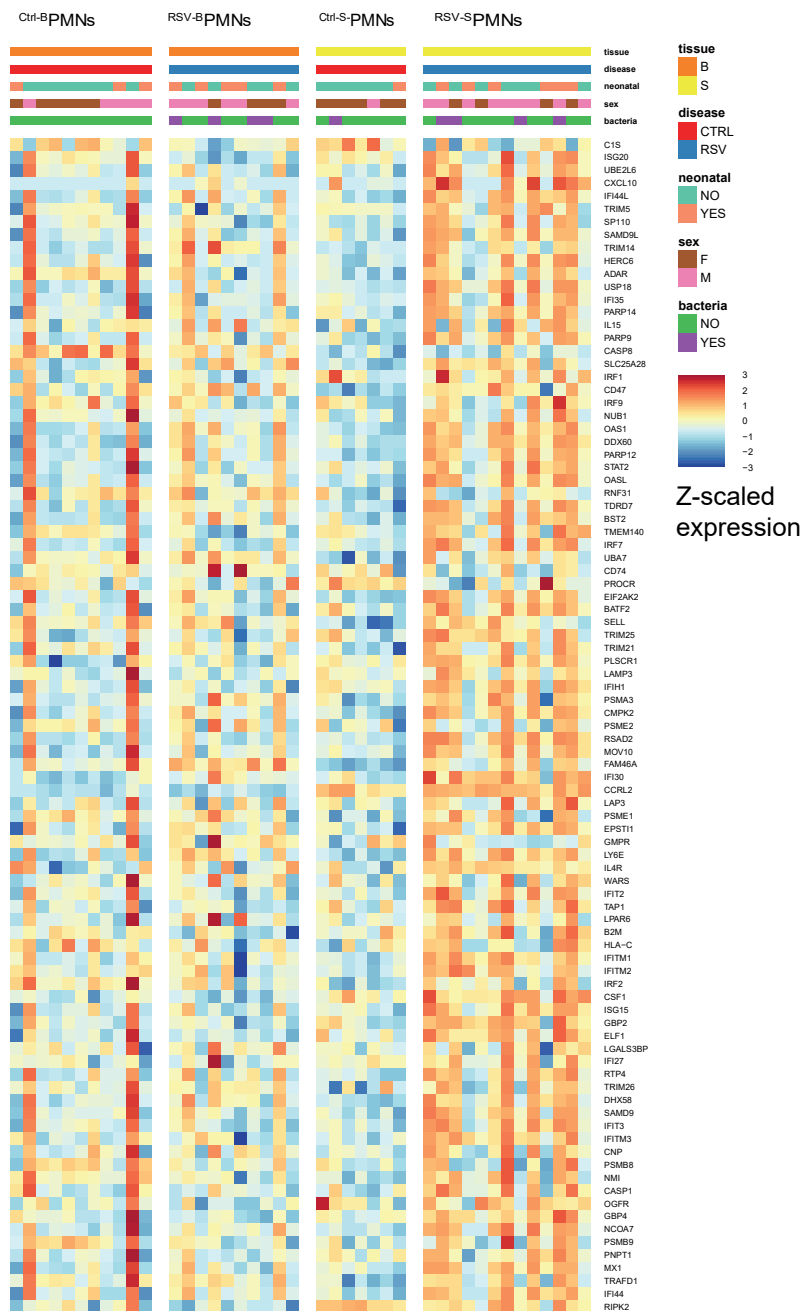 Ctrl-BPMNs RSV-BPMNs Ctrl-S-PMNs RSV-SPMNs
tissue
disease
neonatal
sex
bacteria
tissue
B
S
disease
CTRL
RSV
neonatal
NO
YES
sex
F
M
bacteria
NO
YES
3
2
1
0
−1
−2
−3
Z-scaled
expression
C1S
ISG20
UBE2L6
CXCL10
IFI44L
TRIM5
SP110
SAMD9L
TRIM14
HERC6
ADAR
USP18
IFI35
PARP14
IL15
PARP9
CASP8
SLC25A28
IRF1
CD47
IRF9
NUB1
OAS1
DDX60
PARP12
STAT2
OASL
RNF31
TDRD7
BST2
TMEM140
IRF7
UBA7
CD74
PROCR
EIF2AK2
BATF2
SELL
TRIM25
TRIM21
PLSCR1
LAMP3
IFIH1
PSMA3
CMPK2
PSME2
RSAD2
MOV10
FAM46A
IFI30
CCRL2
LAP3
PSME1
EPSTI1
GMPR
LY6E
IL4R
WARS
IFIT2
TAP1
LPAR6
B2M
HLA−C
IFITM1
IFITM2
IRF2
CSF1
ISG15
GBP2
ELF1
LGALS3BP
IFI27
RTP4
TRIM26
DHX58
SAMD9
IFIT3
IFITM3
CNP
PSMB8
NMI
CASP1
OGFR
GBP4
NCOA7
PSMB9
PNPT1
MX1
TRAFD1
IFI44
RIPK2